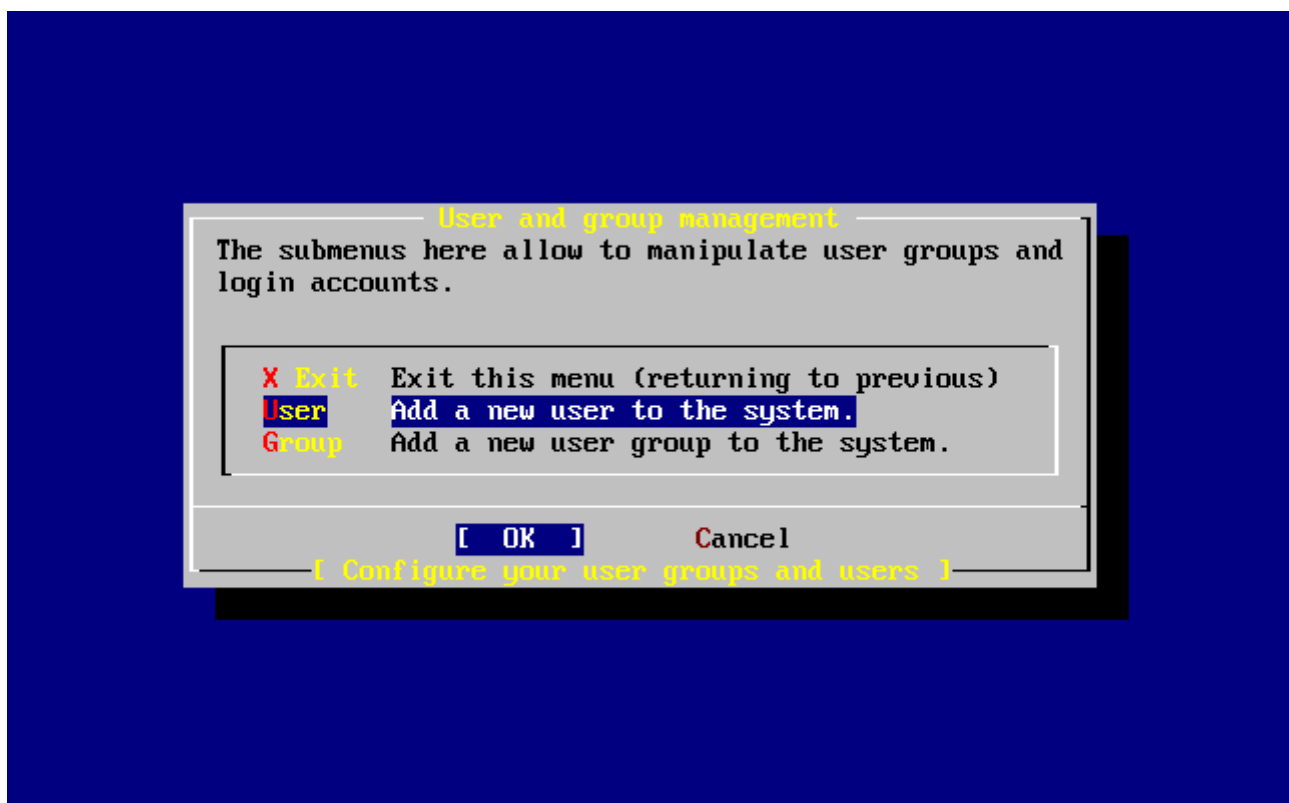 User and group management
The submenus here allow to manipulate user groups and
login accounts.
X Exit Exit this menu (returning to previous)
User Add a new user to the system.
Group Add a new user group to the system.
[ OK ] Cancel
[ Configure your user groups and users ]